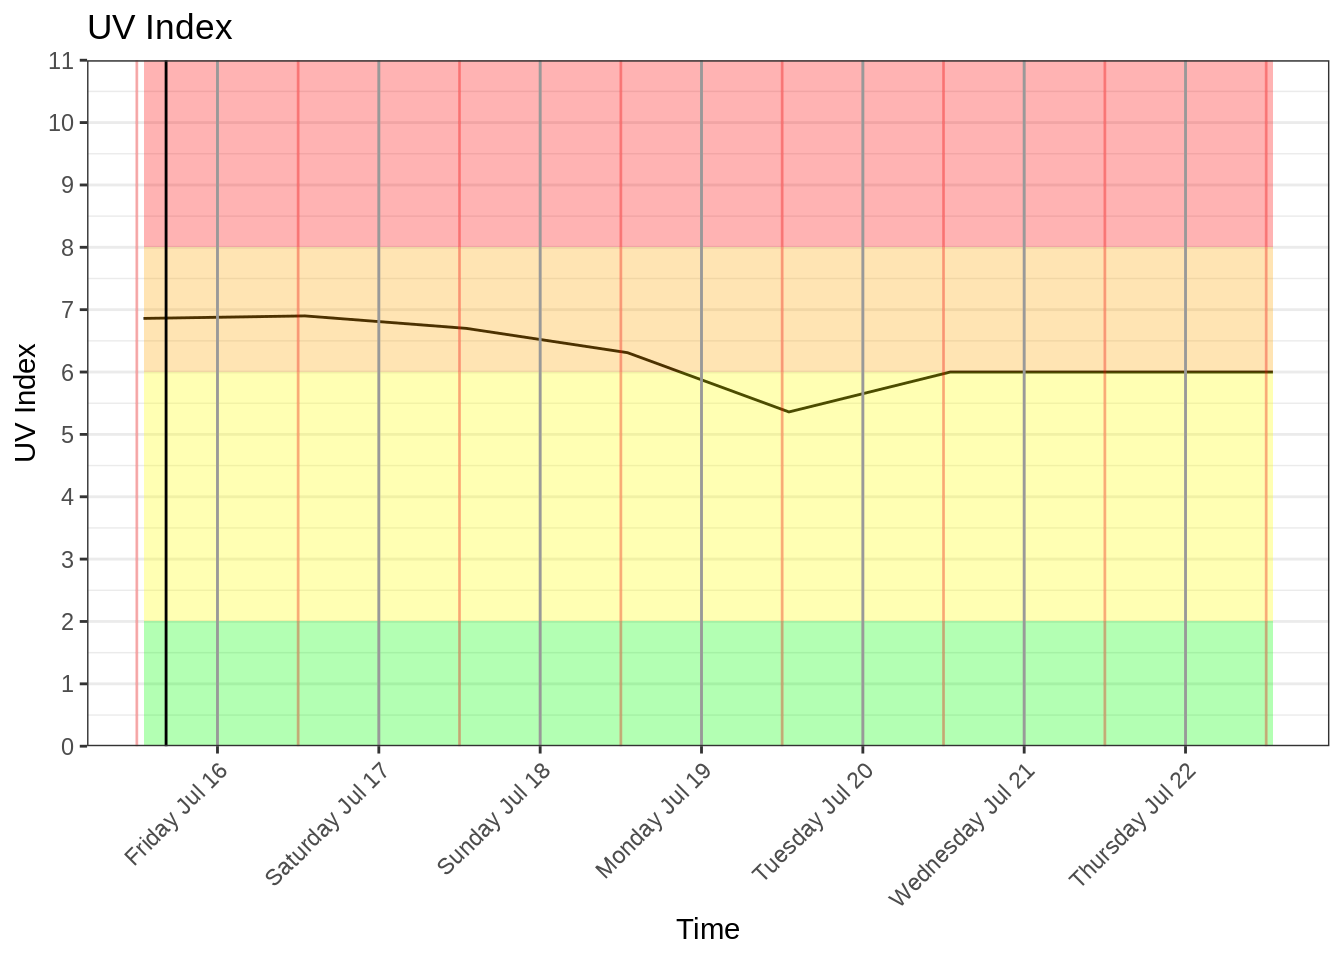 UV Index
11
10
9
8
7
6
5
4
3
2
1
0
UV Index
Friday Jul 16
Saturday Jul 17
Sunday Jul 18
Monday Jul 19
Tuesday Jul 20
Wednesday Jul 21
Thursday Jul 22
Time